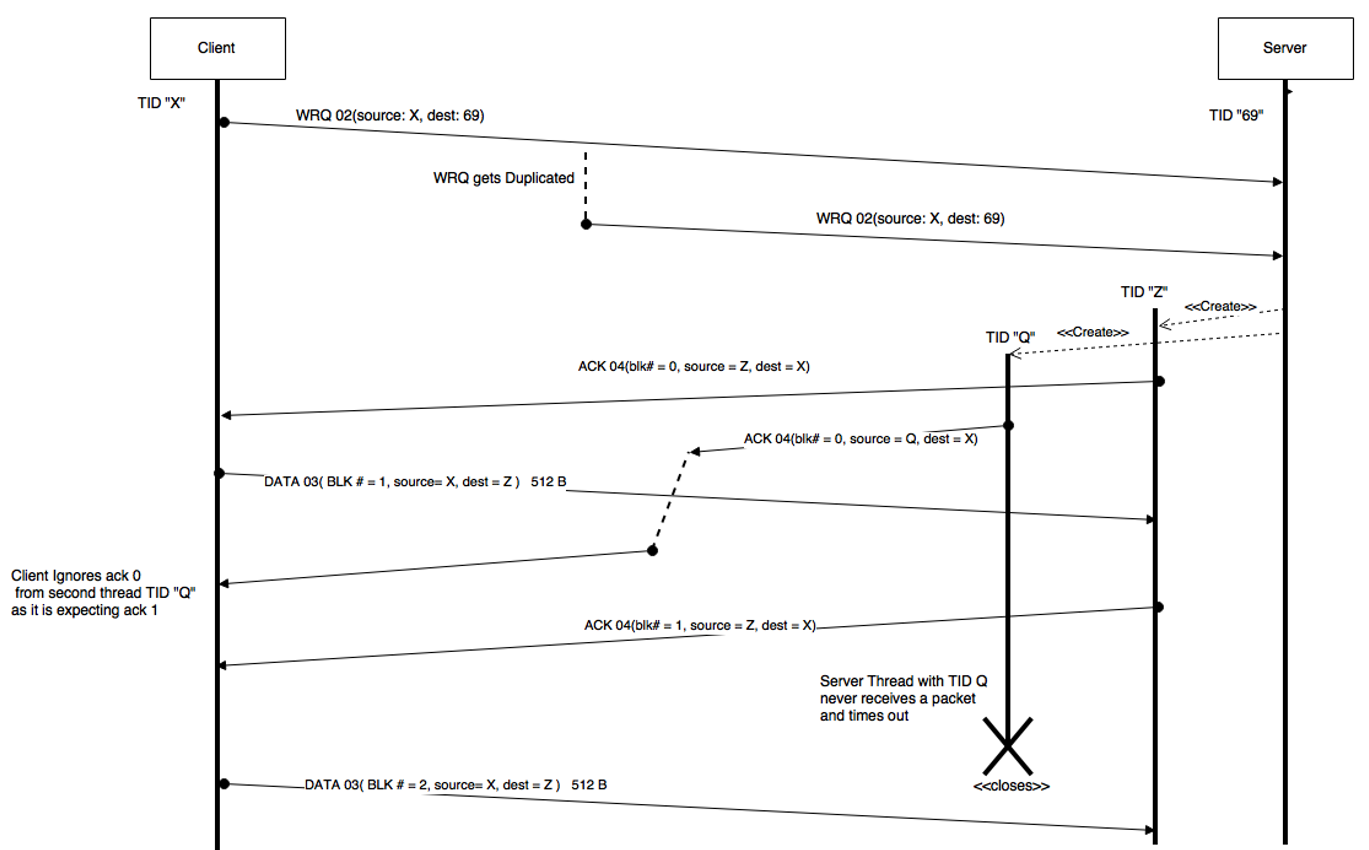 Client
Server
TID "X"
WRQ 02(source: X, dest: 69)
TID "69"
WRQ gets Duplicated
WRQ 02(source: X, dest: 69)
TID "Z"
<<Create>>
TID "Q"
<<Create>>
ACK 04(blk# = 0, source = Z, dest = X)
ACK 04(blk# = 0, source = Q, dest = X)
DATA 03( BLK # = 1, source= X, dest = Z ) 512 B
Client Ignores ack 0
from second thread TID "Q"
as it is expecting ack 1
ACK 04(blk# = 1, source = Z, dest = X)
Server Thread with TID Q
never receives a packet
and times out
<<closes>>
DATA 03( BLK # = 2, source= X, dest = Z ) 512 B